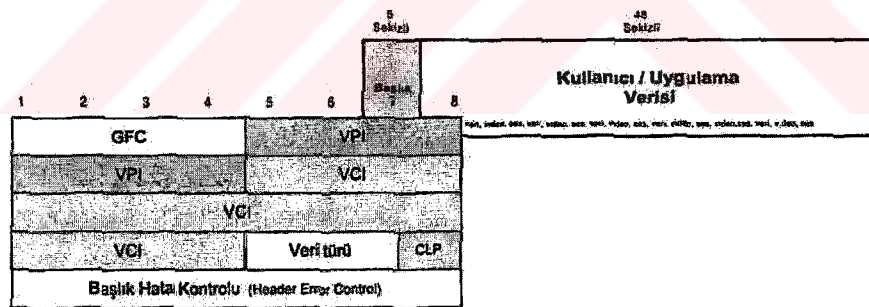 5
Sekizli
48
Sekizli
Başlık
Kullanıcı / Uygulama
Verisi
1 2 3 4 5 6 7 8
GFC VPI
VPI VCI
VCI
VCI Veri türü CLP
Başlık Hata Kontrolu (Header Error Control)